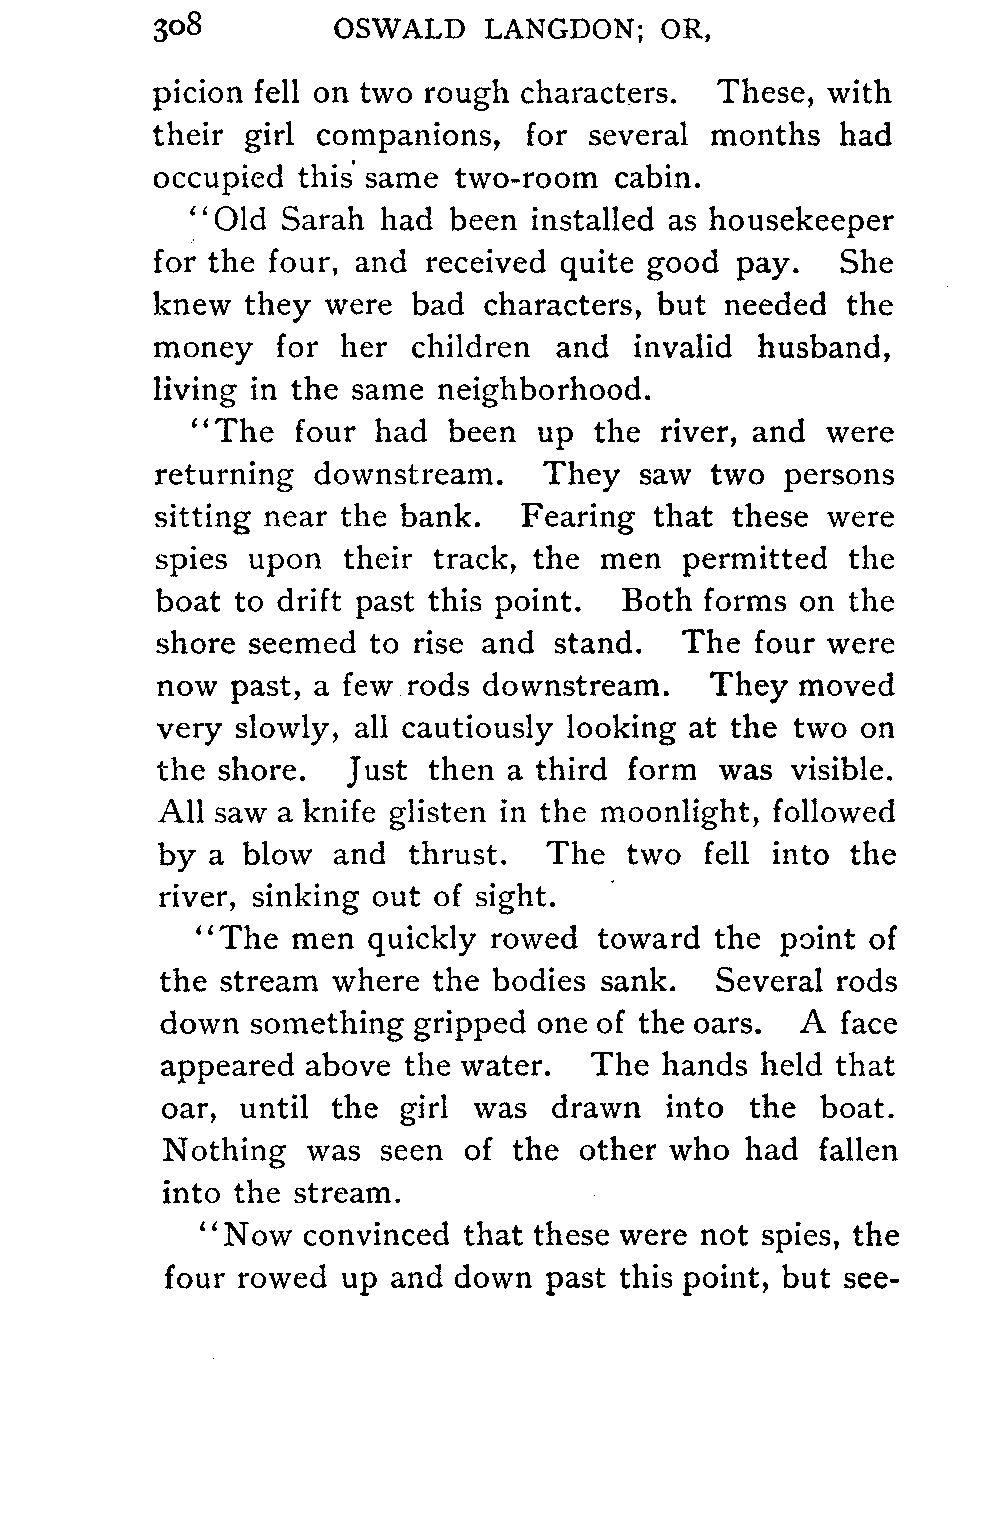 308 OSWALD LANGDON; OR,
picion fell on two rough characters. These, with
their girl companions, for several months had
occupied this same two-room cabin.
“Old Sarah had been installed as housekeeper
for the four, and received quite good pay. She
knew they were bad characters, but needed the
money for her children and invalid husband,
living in the same neighborhood.
“The four had been up the river, and were
returning downstream. They saw two persons
sitting near the bank. Fearing that these were
spies upon their track, the men permitted the
boat to drift past this point. Both forms on the
shore seemed to rise and stand. The four were
now past, a few rods downstream. They moved
very slowly, all cautiously looking at the two on
the shore. Just then a third form was visible.
All saw a knife glisten in the moonlight, followed
by a blow and thrust. The two fell into the
river, sinking out of sight.
“The men quickly rowed toward the point of
the stream where the bodies sank. Several rods
down something gripped one of the oars. A face
appeared above the water. The hands held that
oar, until the girl was drawn into the boat.
Nothing was seen of the other who had fallen
into the stream.
“Now convinced that these were not spies, the
four rowed up and down past this point, but see-